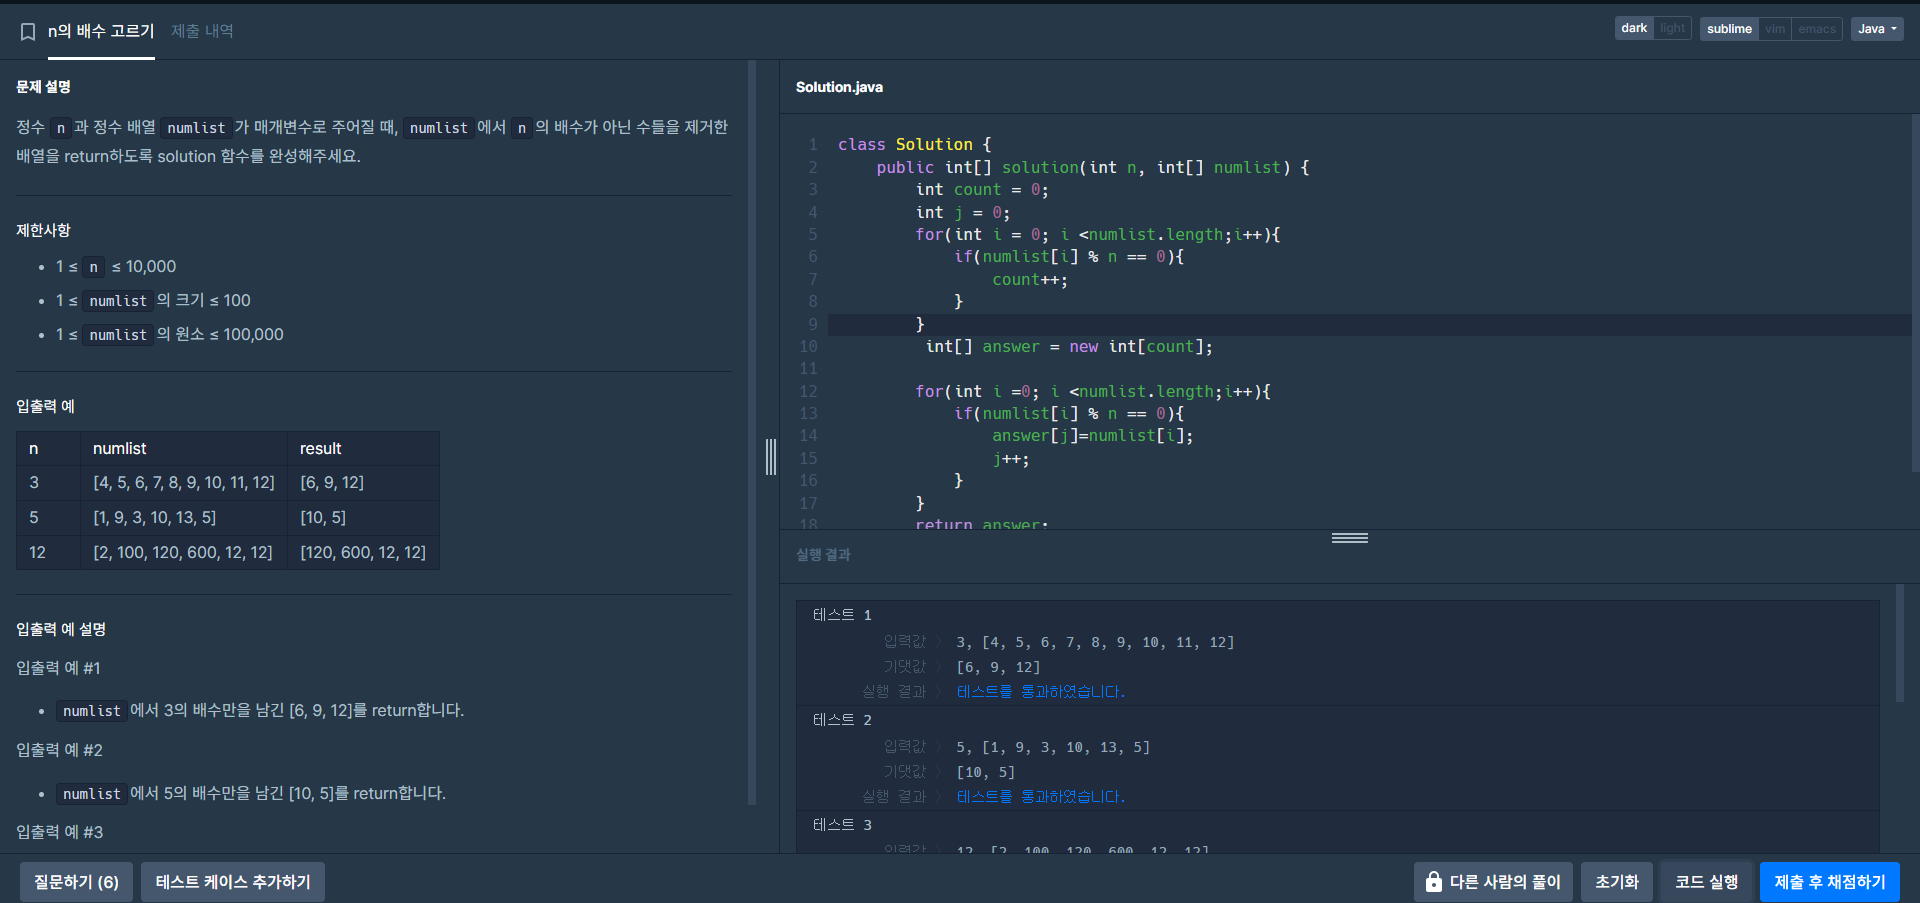 n의 배수 고르기 제출 내역
dark light sublime vim emacs Java
문제 설명
정수 n 과 정수 배열 numlist 가 매개변수로 주어질 때, numlist 에서 n 의 배수가 아닌 수들을 제거한
배열을 return하도록 solution 함수를 완성해주세요.
제한사항
• 1 ≤ n ≤ 10,000
• 1 ≤ numlist 의 크기 ≤ 100
• 1 ≤ numlist 의 원소 ≤ 100,000
입출력 예
n numlist result
3 [4, 5, 6, 7, 8, 9, 10, 11, 12] [6, 9, 12]
5 [1, 9, 3, 10, 13, 5] [10, 5]
12 [2, 100, 120, 600, 12, 12] [120, 600, 12, 12]
입출력 예 설명
입출력 예 #1
• numlist 에서 3의 배수만을 남긴 [6, 9, 12]를 return합니다.
입출력 예 #2
• numlist 에서 5의 배수만을 남긴 [10, 5]를 return합니다.
입출력 예 #3
Solution.java
1 class Solution {
2 public int[] solution(int n, int[] numlist) {
3 int count = 0;
4 int j = 0;
5 for(int i = 0; i <numlist.length;i++){
6 if(numlist[i] % n == 0){
7 count++;
8 }
9 }
10 int[] answer = new int[count];
11
12 for(int i =0; i <numlist.length;i++){
13 if(numlist[i] % n == 0){
14 answer[j]=numlist[i];
15 j++;
16 }
17 }
18 return answer;
실행 결과
테스트 1
입력값 〉 3, [4, 5, 6, 7, 8, 9, 10, 11, 12]
기댓값 〉 [6, 9, 12]
실행 결과 〉 테스트를 통과하였습니다.
테스트 2
입력값 〉 5, [1, 9, 3, 10, 13, 5]
기댓값 〉 [10, 5]
실행 결과 〉 테스트를 통과하였습니다.
테스트 3
입력값 〉 12, [2, 100, 120, 600, 12, 12]
질문하기 (6) 테스트 케이스 추가하기 다른 사람의 풀이 초기화 코드 실행 제출 후 채점하기